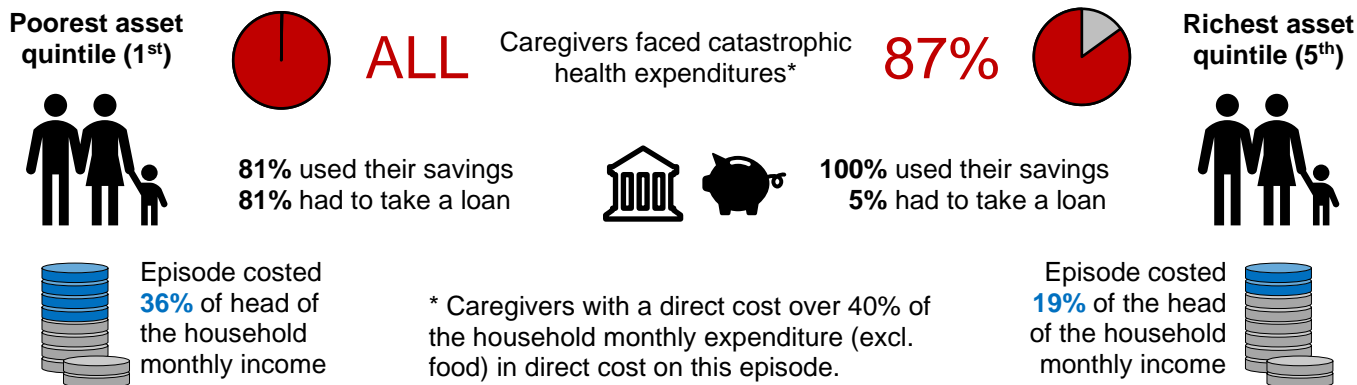 Poorest asset
quintile (1st)
ALL
Caregivers faced catastrophic
health expenditures*
87%
Richest asset
quintile (5th)
81% used their savings
81% had to take a loan
100% used their savings
5% had to take a loan
Episode costed
36% of head of
the household
monthly income
* Caregivers with a direct cost over 40% of
the household monthly expenditure (excl.
food) in direct cost on this episode.
Episode costed
19% of the head
of the household
monthly income